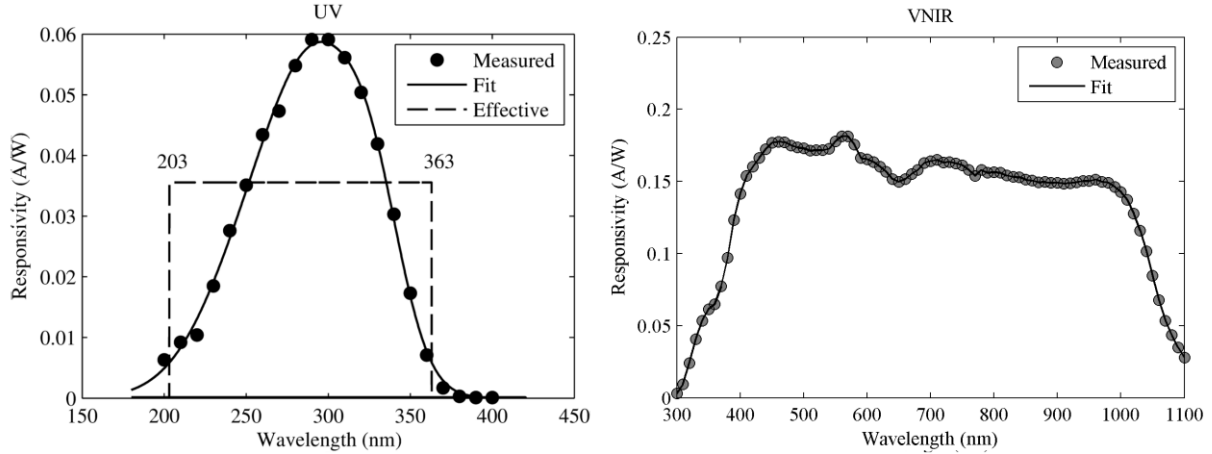 UV
0.06
0.05
0.04
0.03
0.02
0.01
0
Responsivity (A/W)
Measured
Fit
Effective
203
363
150 200 250 300 350 400 450
Wavelength (nm)
VNIR
0.25
0.2
0.15
0.1
0.05
0
Responsivity (A/W)
Measured
Fit
300 400 500 600 700 800 900 1000 1100
Wavelength (nm)